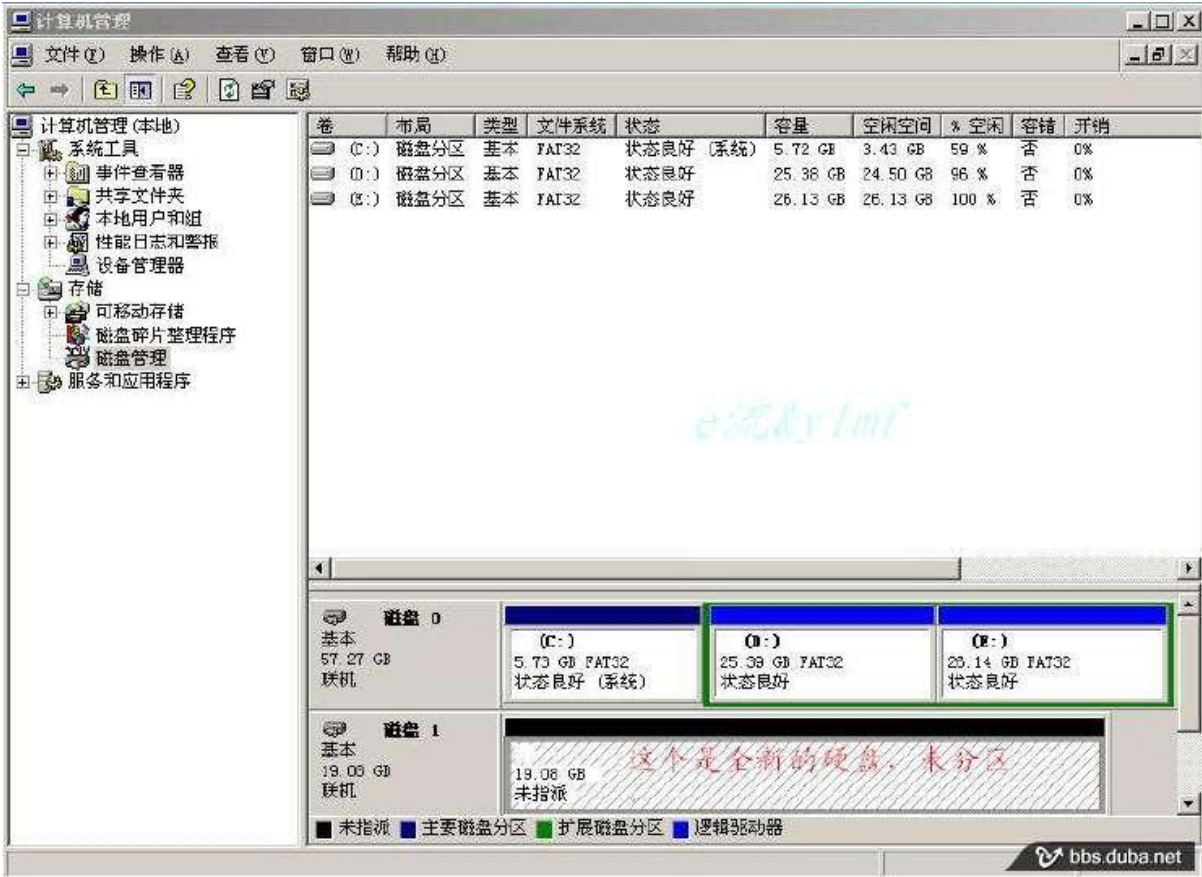 计算机管理
文件(F) 操作(A) 查看(V) 窗口(W) 帮助(H)
计算机管理(本地)
系统工具
事件查看器
共享文件夹
本地用户和组
性能日志和警报
设备管理器
存储
可移动存储
磁盘碎片整理程序
磁盘管理
服务和应用程序
卷 布局 类型 文件系统 状态 容量 空闲空间 % 空闲 容错 开销
(C:) 磁盘分区 基本 FAT32 状态良好 (系统) 5.72 GB 3.43 GB 59 % 否 0%
(D:) 磁盘分区 基本 FAT32 状态良好 25.38 GB 24.50 GB 96 % 否 0%
(E:) 磁盘分区 基本 FAT32 状态良好 26.13 GB 26.13 GB 100 % 否 0%
e流&ylmf
磁盘 0
基本
57.27 GB
联机
(C:)
5.73 GB FAT32
状态良好 (系统)
(D:)
25.39 GB FAT32
状态良好
(E:)
26.14 GB FAT32
状态良好
磁盘 1
基本
19.08 GB
联机
这个是全新的硬盘，未分区
19.08 GB
未指派
未指派 主要磁盘分区 扩展磁盘分区 逻辑驱动器
bbs.duba.net